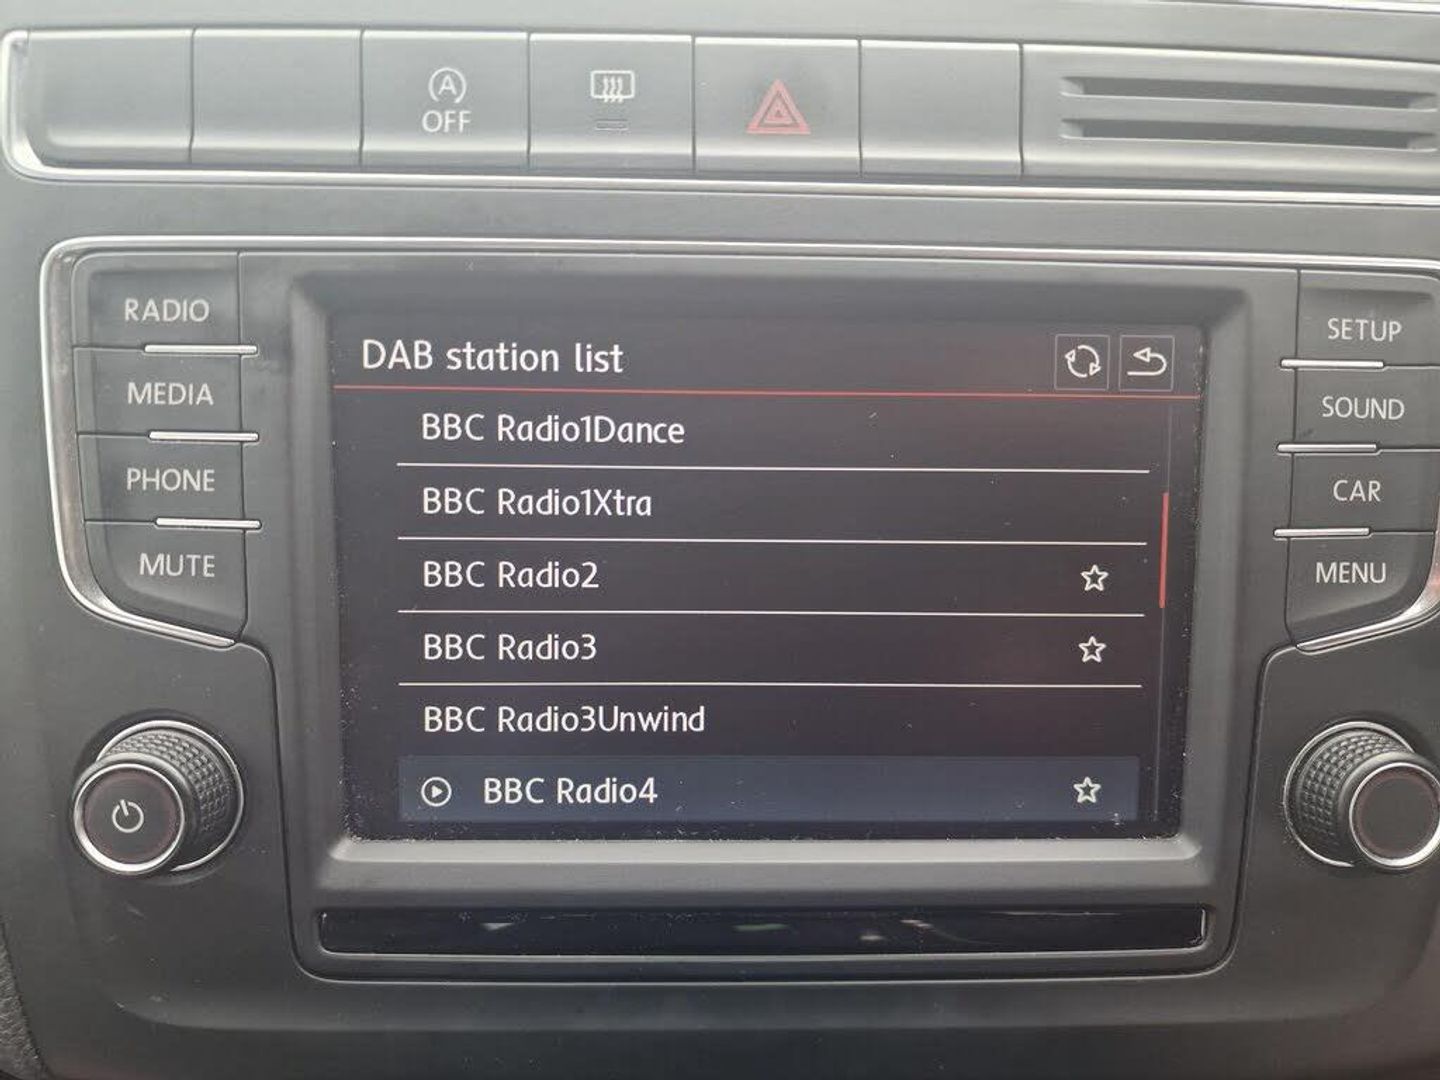 A
OFF
RADIO
MEDIA
PHONE
MUTE
DAB station list
BBC Radio1Dance
BBC Radio1Xtra
BBC Radio2
BBC Radio3
BBC Radio3Unwind
BBC Radio4
SETUP
SOUND
CAR
MENU